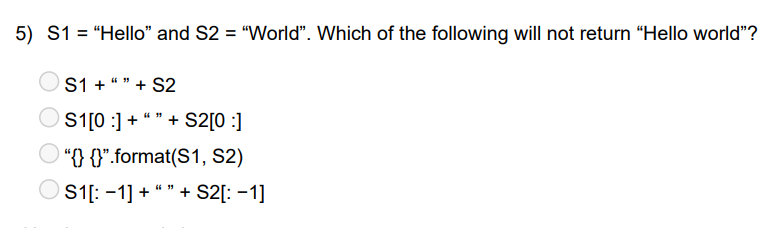 5) S1 = “Hello” and S2 = “World”. Which of the following will not return “Hello world”?
S1 + “ ” + S2
S1[0 :] + “ ” + S2[0 :]
“{} {}”.format(S1, S2)
S1[: −1] + “ ” + S2[: −1]